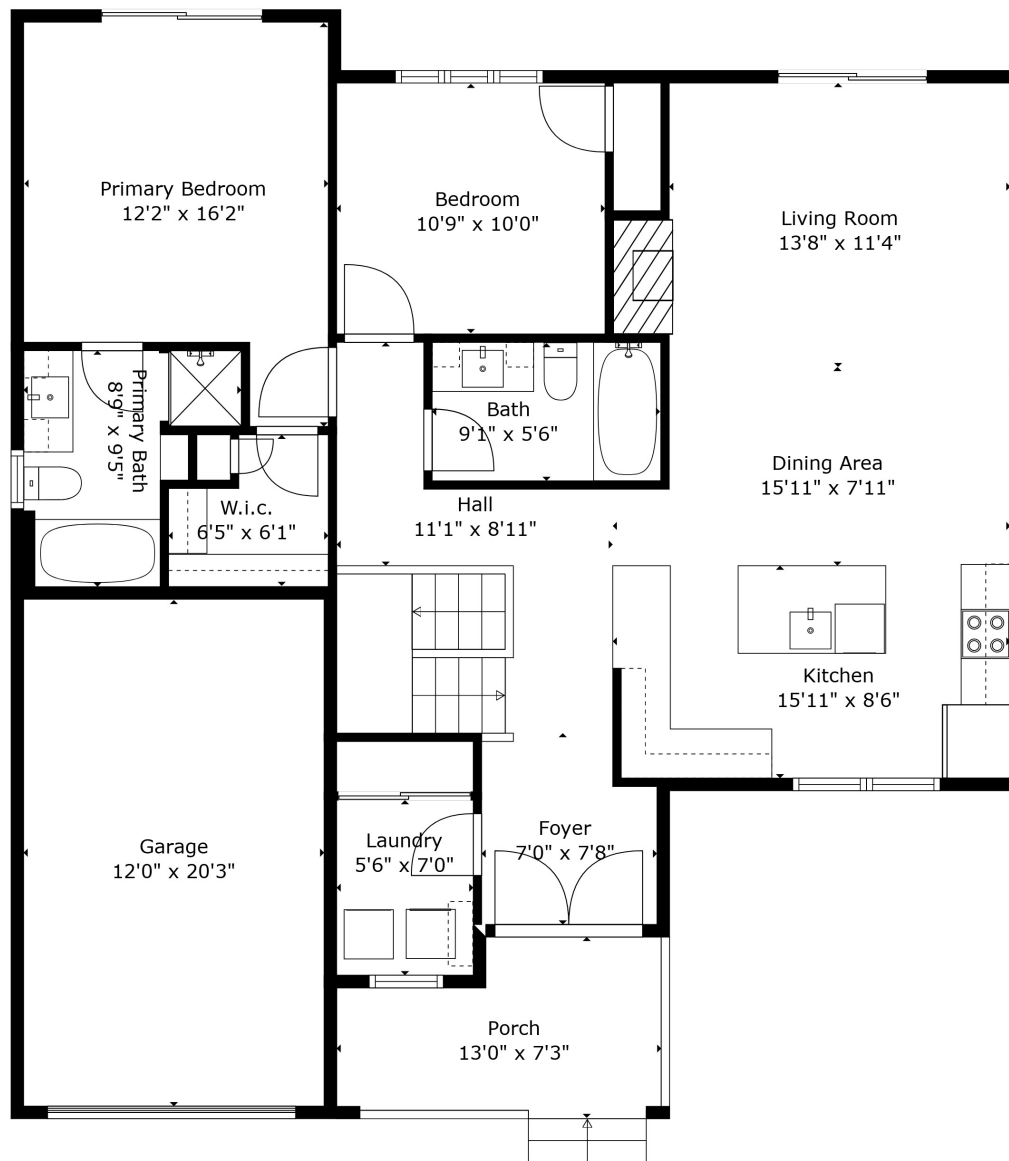 Primary Bedroom
12'2" x 16'2"
Bedroom
10'9" x 10'0"
Living Room
13'8" x 11'4"
Primary Bath
8'9" x 9'5"
Bath
9'1" x 5'6"
Dining Area
15'11" x 7'11"
W.i.c.
6'5" x 6'1"
Hall
11'1" x 8'11"
Kitchen
15'11" x 8'6"
Garage
12'0" x 20'3"
Laundry
5'6" x 7'0"
Foyer
7'0" x 7'8"
Porch
13'0" x 7'3"